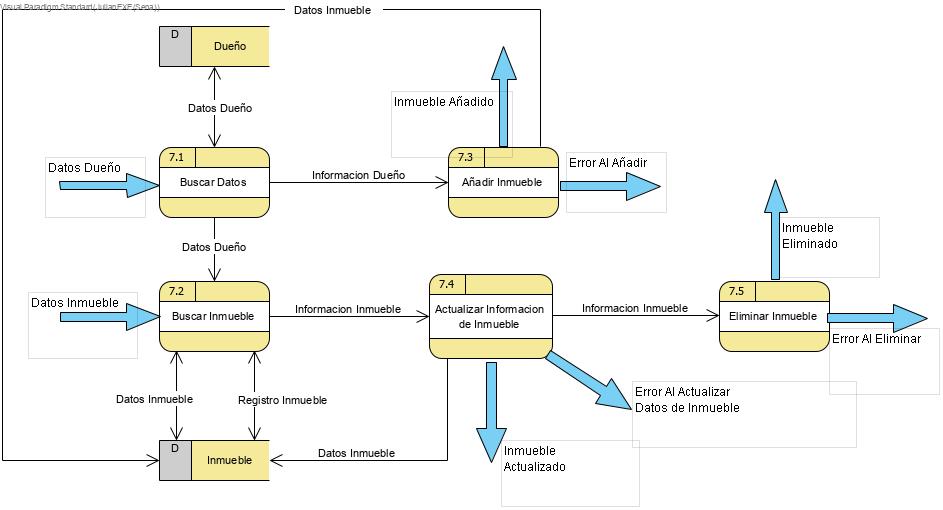 Visual Paradigm Standard(JulianEXE(Sena))
Datos Inmueble
D
Dueño
Datos Dueño
Inmueble Añadido
7.1
Buscar Datos
Datos Dueño
Informacion Dueño
7.3
Añadir Inmueble
Error Al Añadir
Datos Dueño
Inmueble
Eliminado
7.2
Buscar Inmueble
Datos Inmueble
Informacion Inmueble
7.4
Actualizar Informacion
de Inmueble
Informacion Inmueble
7.5
Eliminar Inmueble
Error Al Eliminar
Datos Inmueble
Registro Inmueble
Error Al Actualizar
Datos de Inmueble
D
Inmueble
Datos Inmueble
Inmueble
Actualizado